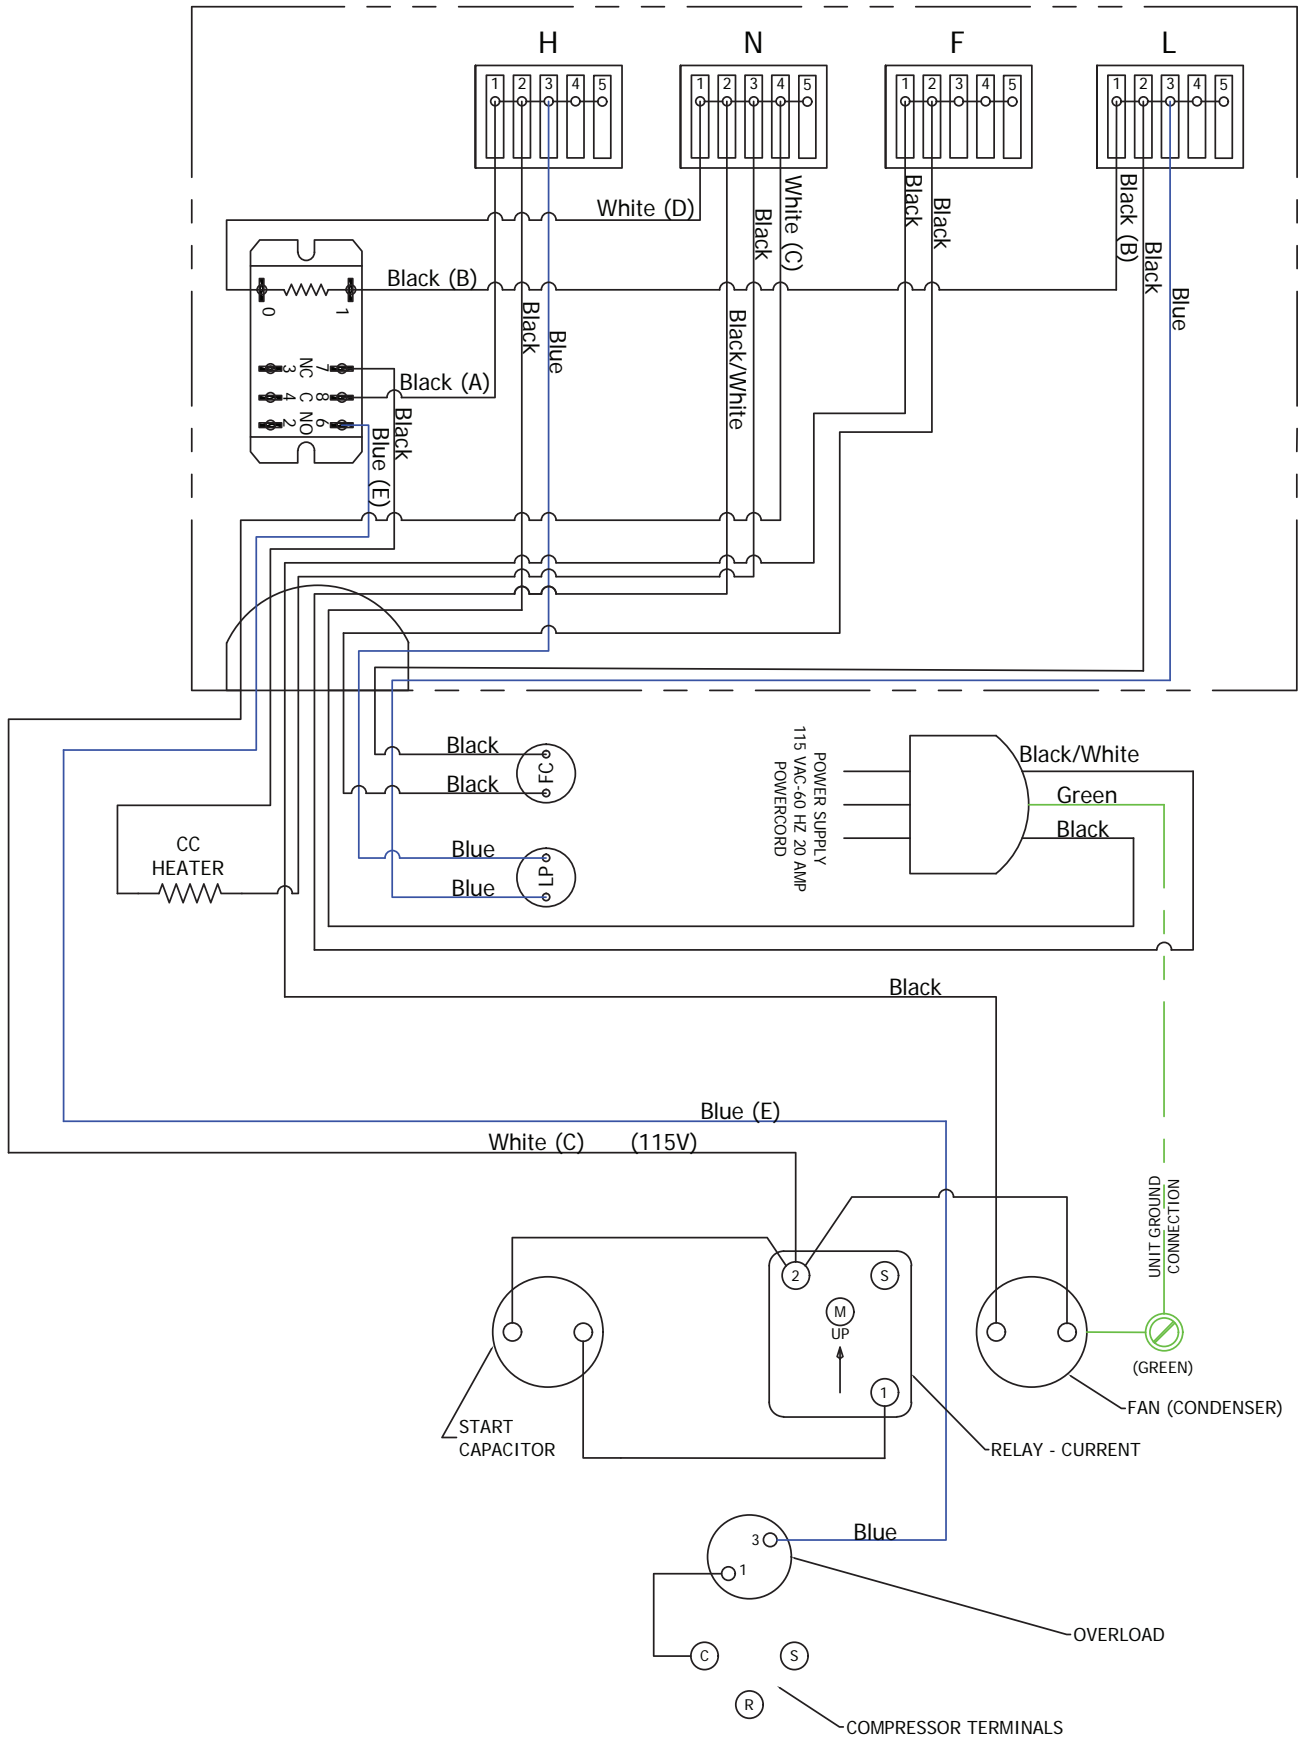 H N F L
1 2 3 4 5
1 2 3 4 5
1 2 3 4 5
1 2 3 4 5
White (D)
White (C)
Black
Black
Black
Black (B)
Black
Blue
Black (B)
0 1
Black
Blue
Black/White
3 NC 7
4 C 8
2 NO 6
Black (A)
Black
Blue (E)
Black
FC
Black
POWER SUPPLY
115 VAC-60 HZ 20 AMP
POWERCORD
Black/White
Green
Black
CC
HEATER
Blue
LP
Blue
Black
Blue (E)
White (C) (115V)
UNIT GROUND
CONNECTION
2 S
M
UP
1
(GREEN)
FAN (CONDENSER)
START
CAPACITOR
RELAY - CURRENT
Blue
3
1
OVERLOAD
C S
R
COMPRESSOR TERMINALS